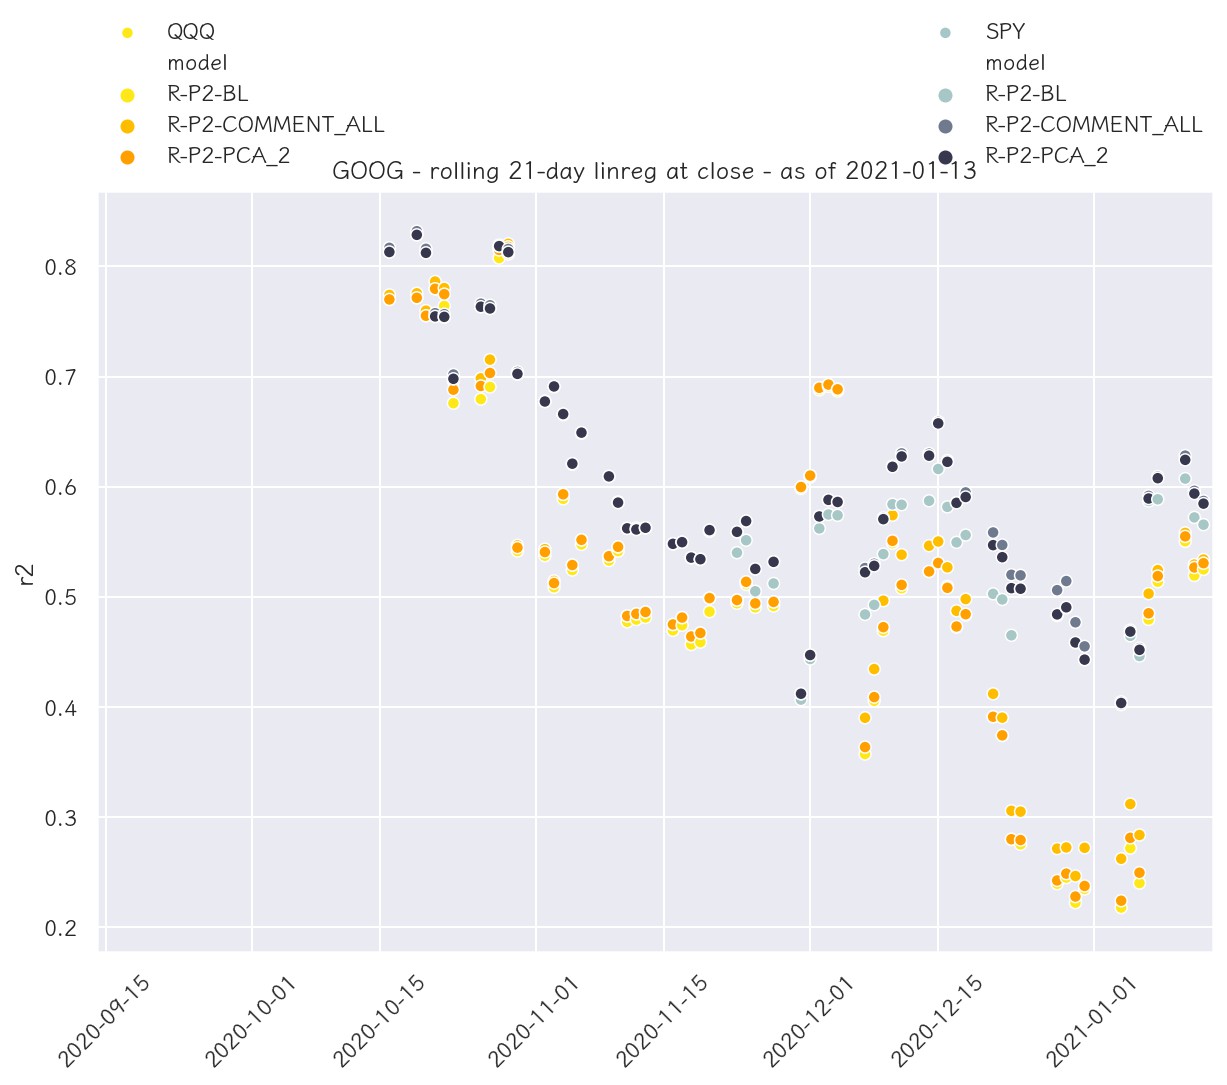 QQQ
model
R-P2-BL
R-P2-COMMENT_ALL
R-P2-PCA_2
SPY
model
R-P2-BL
R-P2-COMMENT_ALL
R-P2-PCA_2
GOOG - rolling 21-day linreg at close - as of 2021-01-13
0.8
0.7
0.6
0.5
0.4
0.3
0.2
r2
2020-09-15
2020-10-01
2020-10-15
2020-11-01
2020-11-15
2020-12-01
2020-12-15
2021-01-01